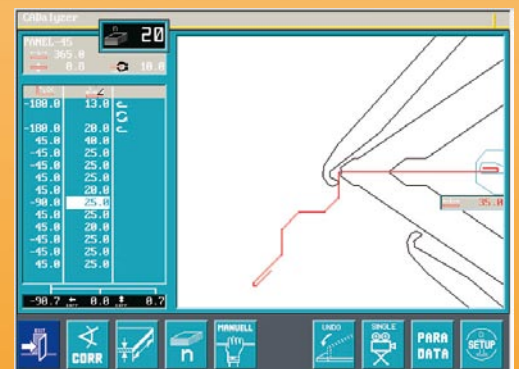 CADalyzer
20
PANEL-45
365.0
0.0 10.0
-180.0 13.0
-180.0 20.0
45.0 40.0
-45.0 25.0
-45.0 25.0
45.0 25.0
45.0 20.0
-90.0 25.0
45.0 25.0
45.0 20.0
-45.0 25.0
-45.0 25.0
45.0 25.0
35.0
-90.7 0.0 0.7
CORR
n
MANUELL
UNDO
SINGLE
PARA
DATA
SETUP